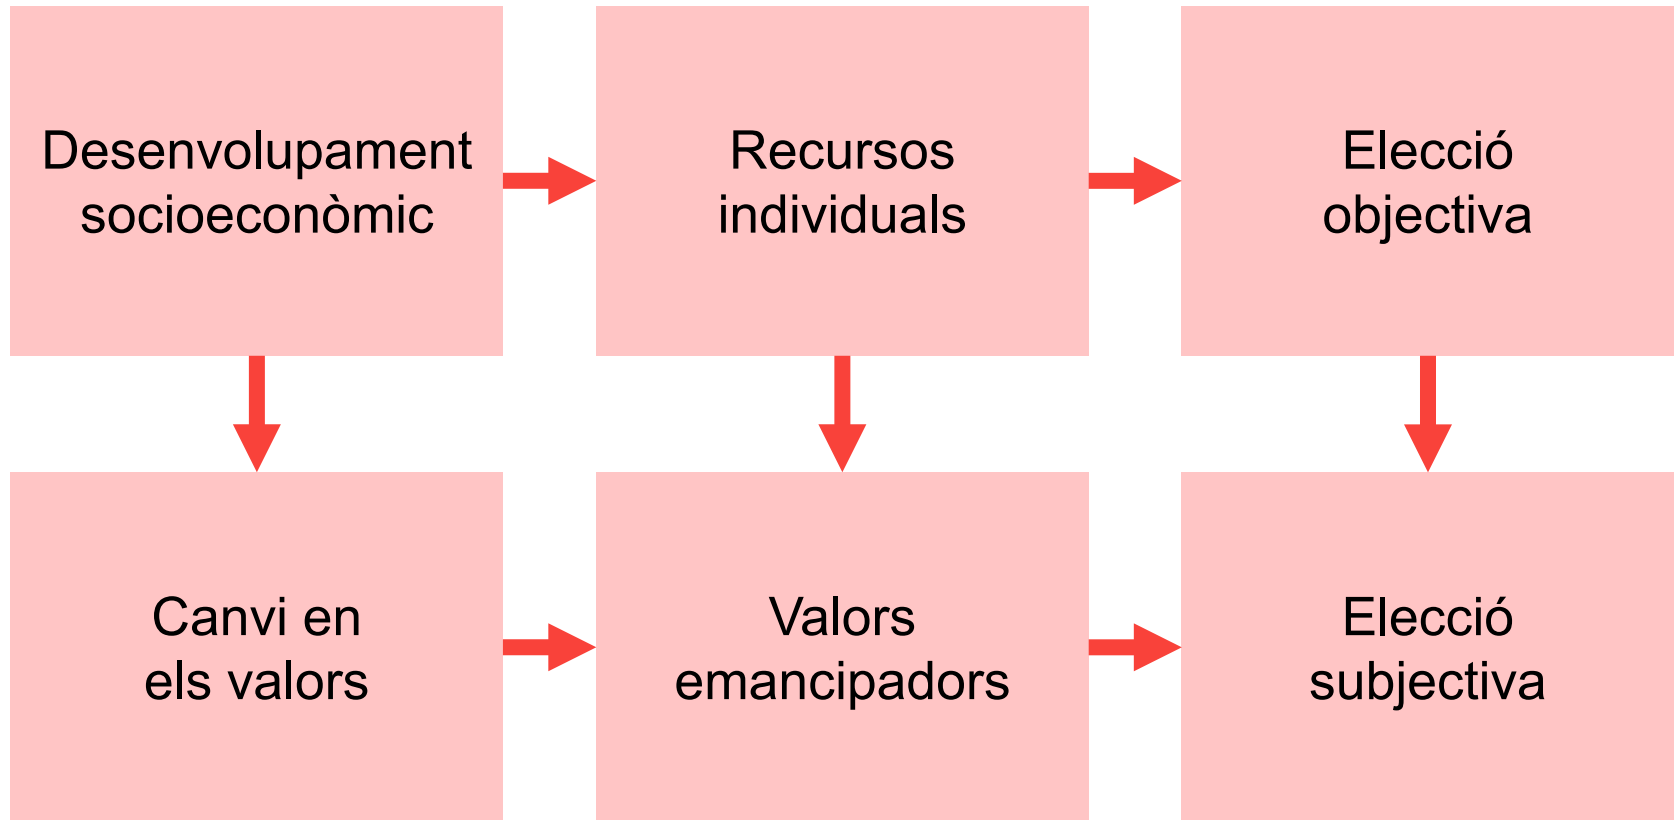 Desenvolupament
socioeconòmic
Recursos
individuals
Elecció
objectiva
Canvi en
els valors
Valors
emancipadors
Elecció
subjectiva